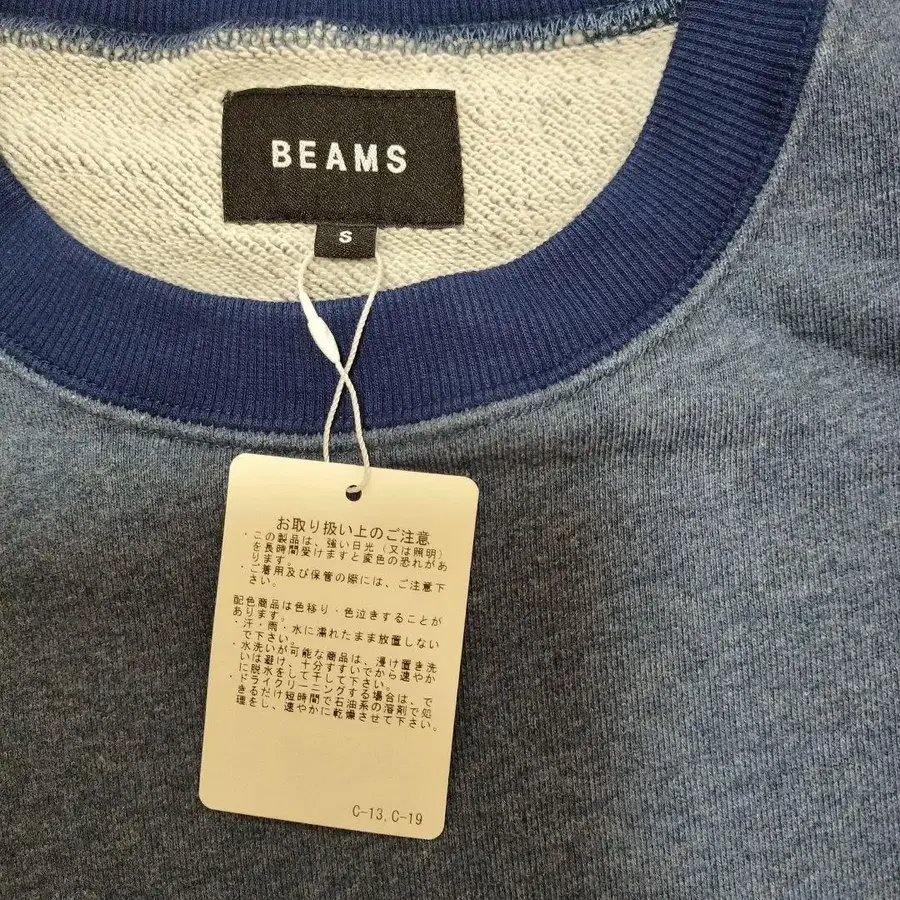 BEAMS
S
お取り扱い上のご注意
・この製品は、強い日光（又は照明）
を長時間受けますと変色の恐れがあ
ります。
・ご着用及び保管の際には、ご注意下
さい。
配色商品は色移り・色泣きすることが
あります。
・汗・雨・水に濡れたまま放置しない
で下さい。
・水洗いが可能な商品は、浸け置き洗
いは避け、十分すすいでから速やか
に脱水をして干して下さい。
・ドライクリーニングする場合は、で
きるだけ短時間で石油系の溶剤で処
理をし、速やかに乾燥させて下さい。
C-13,C-19